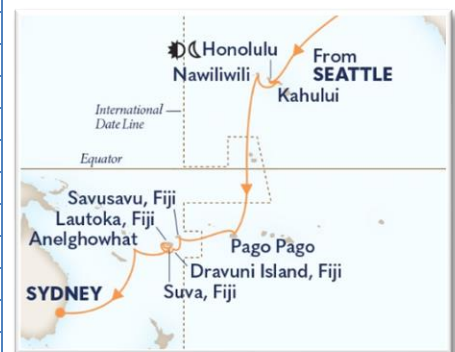 Honolulu
From
SEATTLE
Nawiliwili
Kahului
International
Date Line
Equator
Savusavu, Fiji
Lautoka, Fiji
Anelghowhat
Pago Pago
Dravuni Island, Fiji
Suva, Fiji
SYDNEY